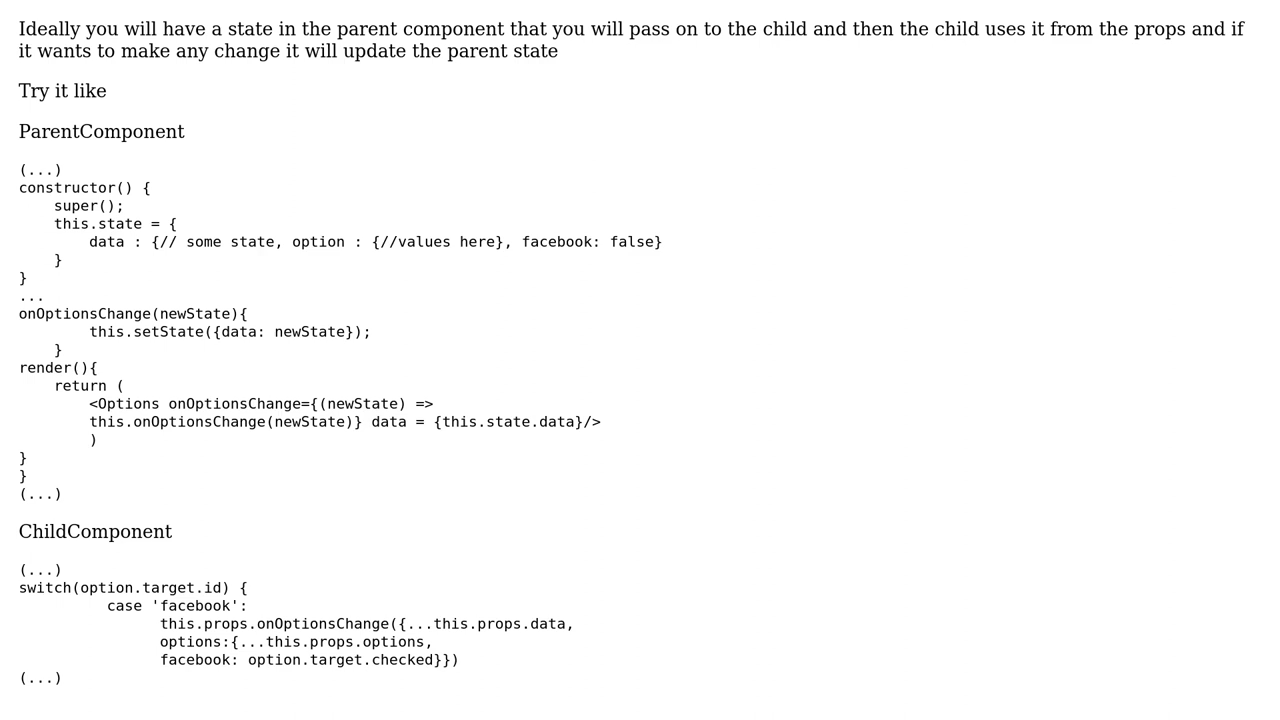 Ideally you will have a state in the parent component that you will pass on to the child and then the child uses it from the props and if
it wants to make any change it will update the parent state
Try it like
ParentComponent
(...)
constructor() {
    super();
    this.state = {
        data : {// some state, option : {//values here}, facebook: false}
    }
}
...
onOptionsChange(newState){
        this.setState({data: newState});
    }
render(){
    return (
        <Options onOptionsChange={(newState) =>
        this.onOptionsChange(newState)} data = {this.state.data}/>
        )
}
}
(...)
ChildComponent
(...)
switch(option.target.id) {
          case 'facebook':
                this.props.onOptionsChange({...this.props.data,
                options:{...this.props.options,
                facebook: option.target.checked}})
(...)